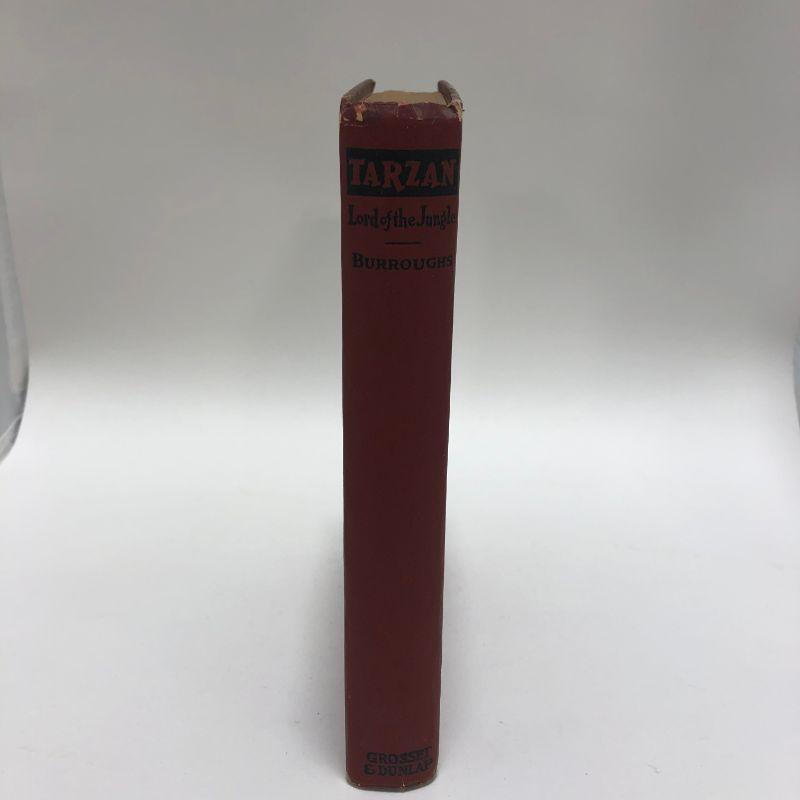 TARZAN
Lord of the Jungle
BURROUGHS
GROSSET
& DUNLAP